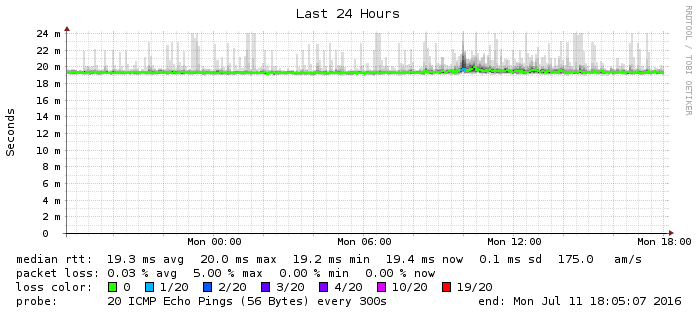 Last 24 Hours
RRDTOOL / TOBI OETIKER
Seconds
24 m
22 m
20 m
18 m
16 m
14 m
12 m
10 m
8 m
6 m
4 m
2 m
0
Mon 00:00 Mon 06:00 Mon 12:00 Mon 18:00
median rtt: 19.3 ms avg 20.0 ms max 19.2 ms min 19.4 ms now 0.1 ms sd 175.0 am/s
packet loss: 0.03 % avg 5.00 % max 0.00 % min 0.00 % now
loss color: 0 1/20 2/20 3/20 4/20 10/20 19/20
probe: 20 ICMP Echo Pings (56 Bytes) every 300s end: Mon Jul 11 18:05:07 2016